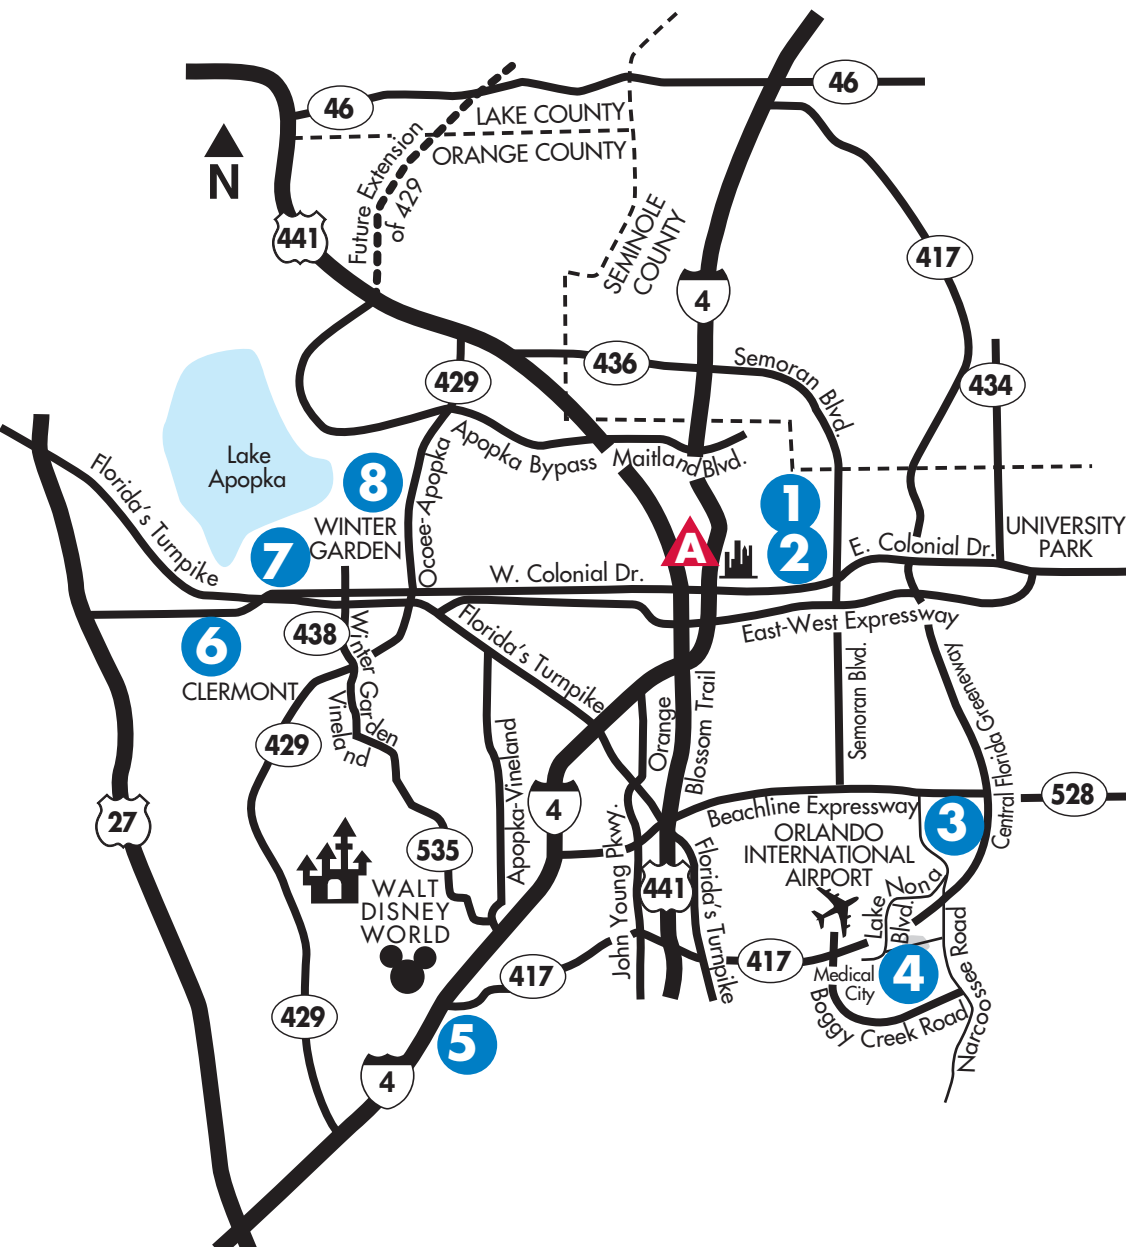 46
46
LAKE COUNTY
ORANGE COUNTY
N
Future Extension
of 429
441
SEMINOLE
COUNTY
417
4
436
Semoran Blvd.
429
434
Lake
Apopka
Florida's Turnpike
8
WINTER
GARDEN
7
Ocoee-Apopka
Apopka Bypass
Maitland Blvd.
1
2
A
W. Colonial Dr.
E. Colonial Dr.
UNIVERSITY
PARK
6
CLERMONT
438
Winter Garden
Vineland
Florida's Turnpike
East-West Expressway
429
Orange
Blossom Trail
Semoran Blvd.
Central Florida Greeneway
27
Apopka-Vineland
4
535
Beachline Expressway
528
3
ORLANDO
INTERNATIONAL
AIRPORT
WALT
DISNEY
WORLD
John Young Pkwy.
441
Florida's Turnpike
Lake Nona
Blvd.
417
417
Medical
City
4
Narcoossee Road
Boggy Creek Road
429
5
4